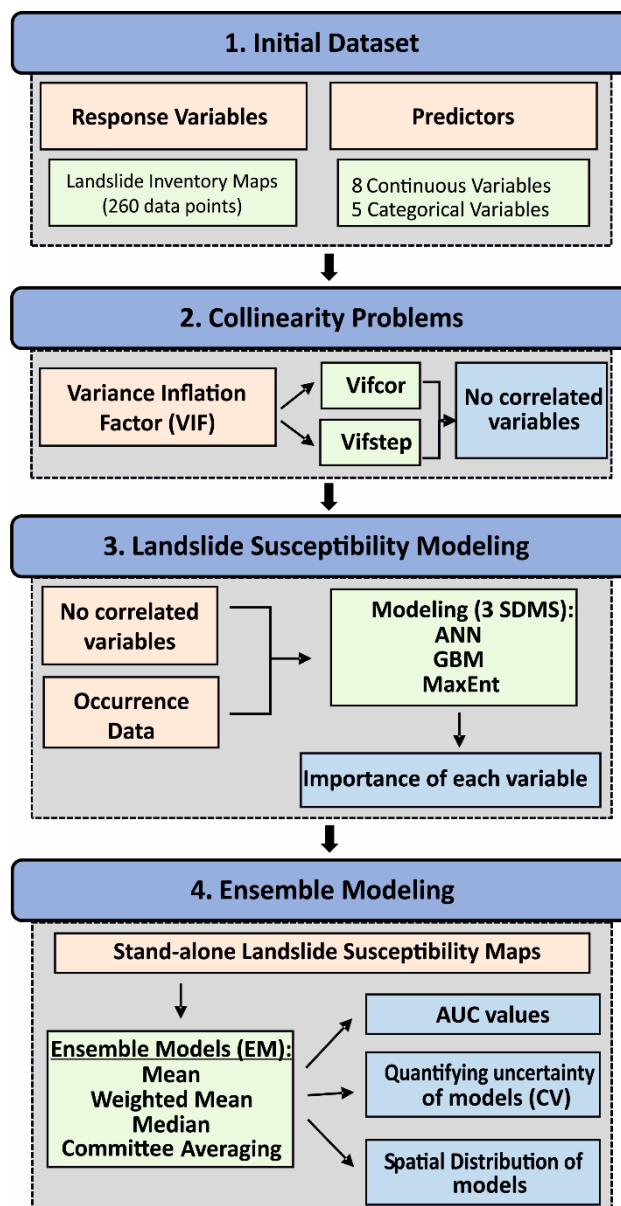 1. Initial Dataset
Response Variables
Predictors
Landslide Inventory Maps
(260 data points)
8 Continuous Variables
5 Categorical Variables
2. Collinearity Problems
Variance Inflation
Factor (VIF)
Vifcor
Vifstep
No correlated
variables
3. Landslide Susceptibility Modeling
No correlated
variables
Occurrence
Data
Modeling (3 SDMS):
ANN
GBM
MaxEnt
Importance of each variable
4. Ensemble Modeling
Stand-alone Landslide Susceptibility Maps
Ensemble Models (EM):
Mean
Weighted Mean
Median
Committee Averaging
AUC values
Quantifying uncertainty
of models (CV)
Spatial Distribution of
models